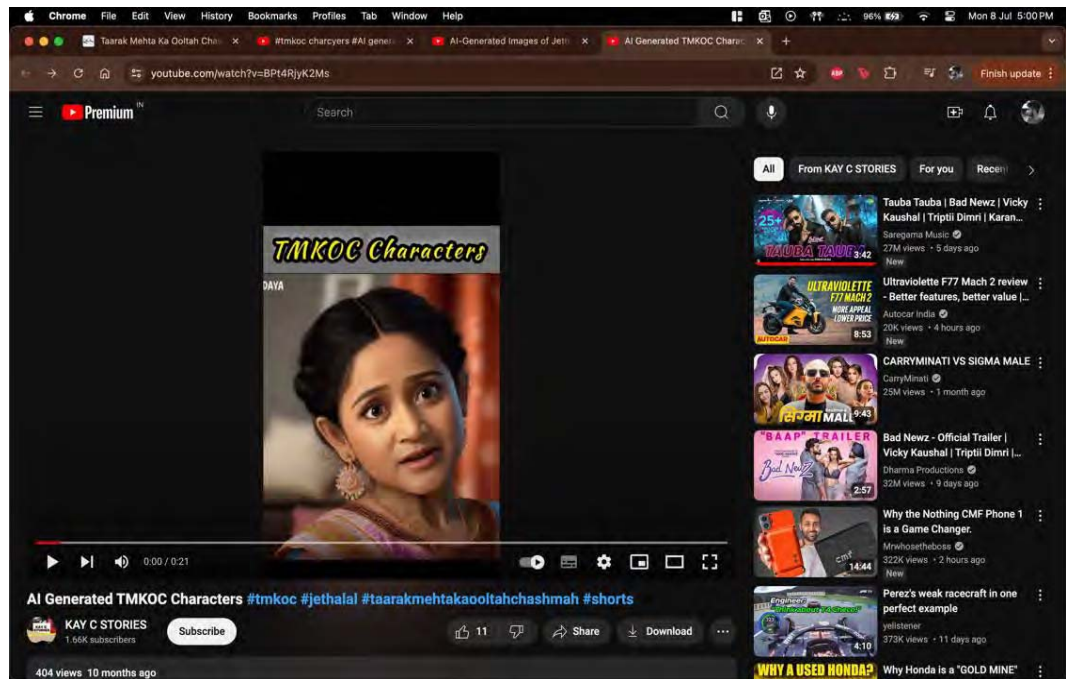 Chrome File Edit View History Bookmarks Profiles Tab Window Help 96% Mon 8 Jul 5:00 PM
Taarak Mehta Ka Ooltah Cha
#tmkoc charcyers #AI gener
AI-Generated Images of Jeth
AI Generated TMKOC Charac
youtube.com/watch?v=BPt4RjyK2Ms
Finish update
Premium IN
Search
TMKOC Characters
DAYA
0:00 / 0:21
AI Generated TMKOC Characters #tmkoc #jethalal #taarakmehtakaooltahchashmah #shorts
KAY C STORIES
1.66K subscribers
Subscribe
11
Share
Download
404 views 10 months ago
All From KAY C STORIES For you Recen
25+
TAUBA TAUBA
3:42
Tauba Tauba | Bad Newz | Vicky
Kaushal | Triptii Dimri | Karan...
Saregama Music
27M views • 5 days ago
New
ULTRAVIOLETTE
F77 MACH 2
MORE APPEAL
LOWER PRICE
AUTOCAR
8:53
Ultraviolette F77 Mach 2 review
- Better features, better value |...
Autocar India
20K views • 4 hours ago
New
सिग्मा MALE
9:43
CARRYMINATI VS SIGMA MALE
CarryMinati
25M views • 1 month ago
"BAAP" TRAILER
Bad Newz
2:57
Bad Newz - Official Trailer |
Vicky Kaushal | Triptii Dimri |...
Dharma Productions
32M views • 9 days ago
cmf
14:44
Why the Nothing CMF Phone 1
is a Game Changer.
Mrwhosetheboss
322K views • 2 hours ago
New
Engineer
4:10
Perez's weak racecraft in one
perfect example
yelistener
373K views • 11 days ago
WHY A USED HONDA?
Why Honda is a "GOLD MINE"